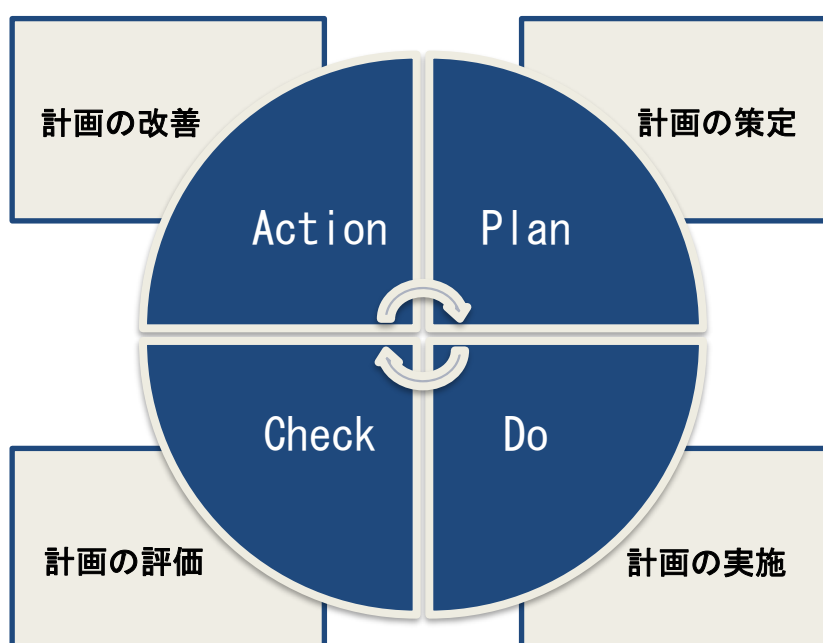 計画の改善
計画の策定
Action
Plan
Check
Do
計画の評価
計画の実施